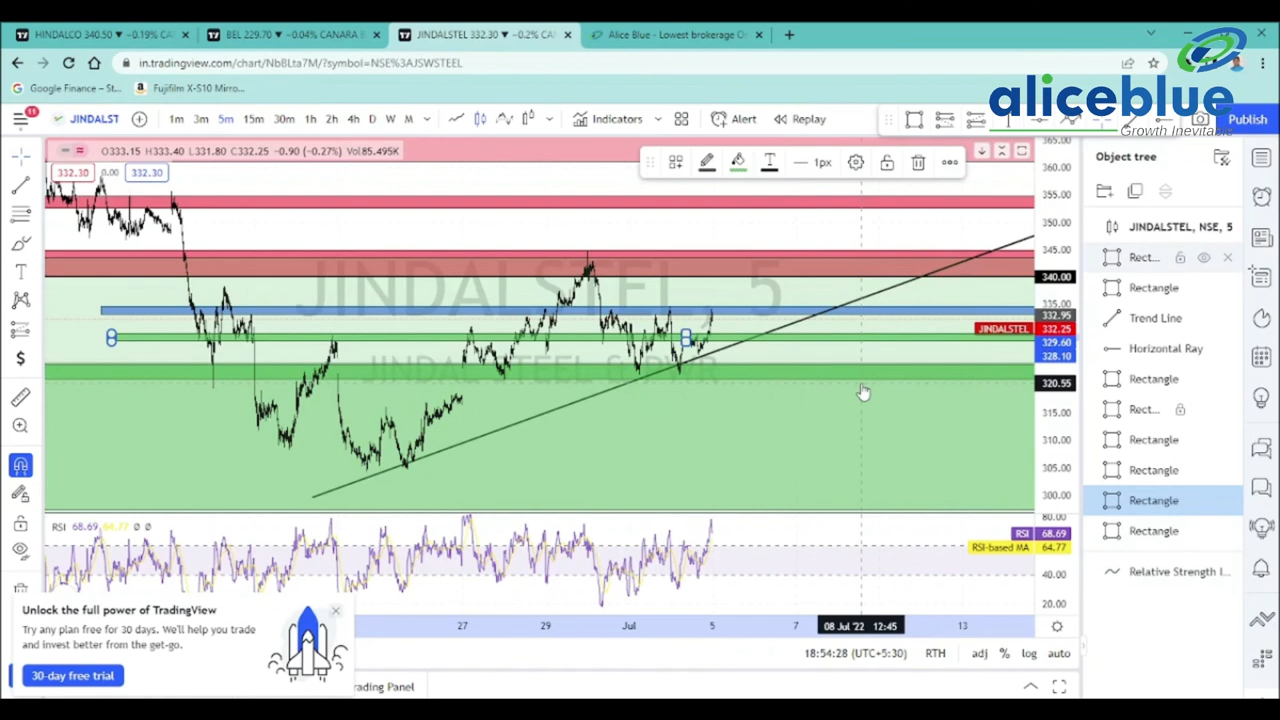 HINDALCO 340.50 ▼ −0.19% CA
BEL 229.70 ▼ −0.04% CANARA
JINDALSTEL 332.30 ▼ −0.2% CA
Alice Blue - Lowest brokerage O
in.tradingview.com/chart/NbBLta7M/?symbol=NSE%3AJSWSTEEL
Google Finance – St...
Fujifilm X-S10 Mirro...
aliceblue
Growth Inevitable
11
JINDALST
1m 3m 5m 15m 30m 1h 2h 4h D W M
Indicators
Alert
Replay
Publish
O333.15 H333.40 L331.80 C332.25 −0.90 (−0.27%) Vol85.495K
332.30 0.00 332.30
1px
Object tree
JINDALSTEL, NSE, 5
Rect...
Rectangle
Trend Line
Horizontal Ray
Rectangle
Rect...
Rectangle
Rectangle
Rectangle
Rectangle
Relative Strength I...
JINDALSTEL, 5
JINDAL STEEL & PWR
365.00
360.00
355.00
350.00
345.00
340.00
335.00
332.95
JINDALSTEL 332.25
329.60
328.10
320.55
315.00
310.00
305.00
300.00
RSI 68.69 64.77 Ø Ø
80.00
RSI 68.69
RSI-based MA 64.77
40.00
20.00
27 29 Jul 5 7 08 Jul '22 12:45 13
18:54:28 (UTC+5:30) RTH adj % log auto
Unlock the full power of TradingView
Try any plan free for 30 days. We'll help you trade
and invest better from the get-go.
30-day free trial
rading Panel